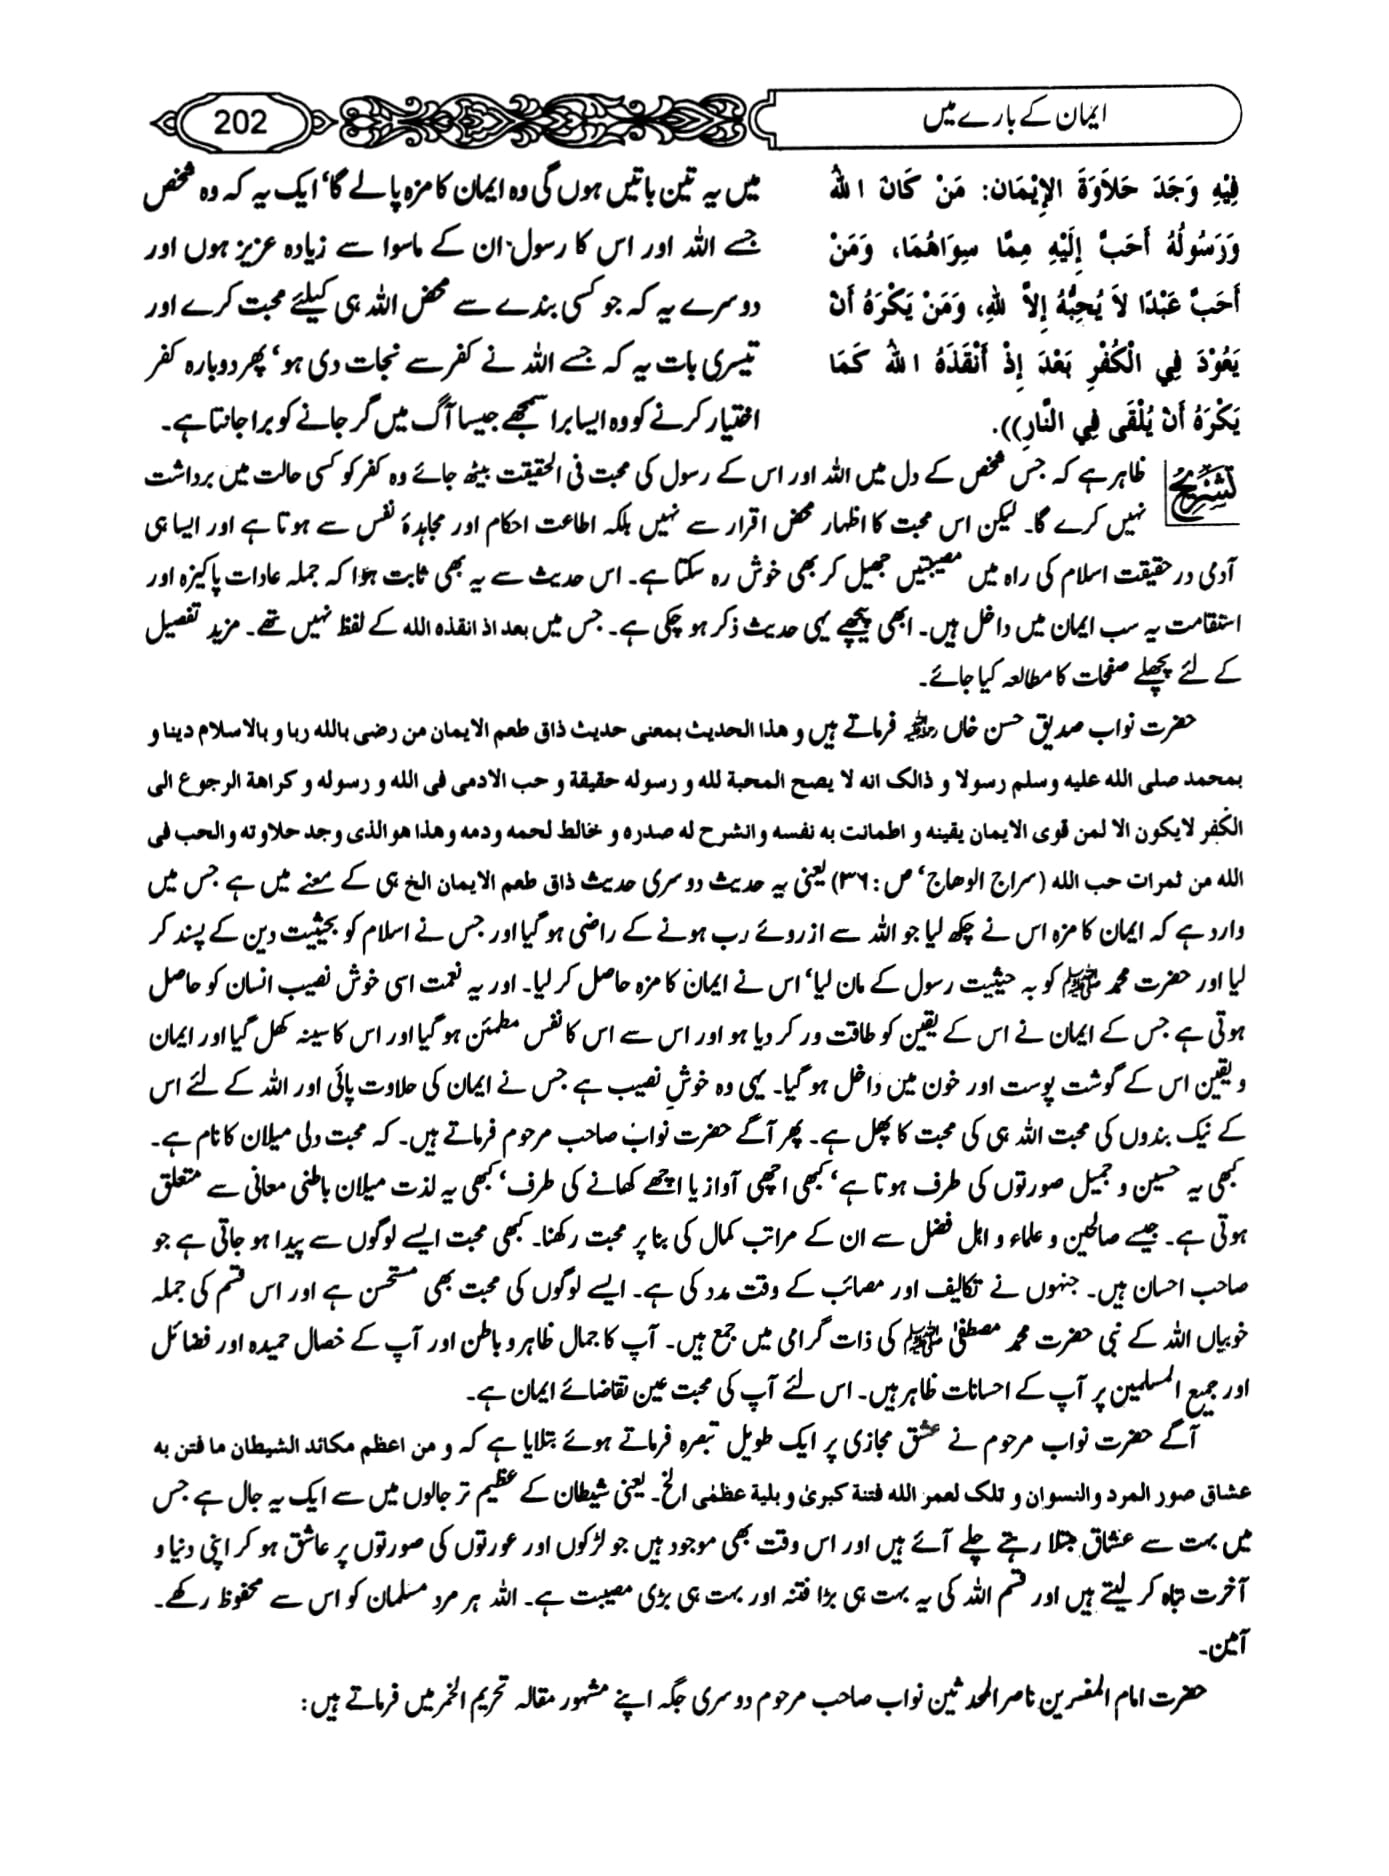 ایمان کے بارے میں
202
فِيْهِ وَجَدَ حَلاَوَةَ الإِيْمَان: مَنْ كَانَ اللهُ
وَرَسُولُهُ أَحَبَّ إِلَيْهِ مِمَّا سِوَاهُمَا، وَمَنْ
أَحَبَّ عَبْدًا لاَ يُحِبُّهُ إِلاَّ لِلهِ، وَمَنْ يَكْرَهُ أَنْ
يَعُوْدَ فِي الْكُفْرِ بَعْدَ إِذْ أَنْقَذَهُ اللهُ كَمَا
يَكْرَهُ أَنْ يُلْقَى فِي النَّارِ)).
میں یہ تین باتیں ہوں گی وہ ایمان کا مزہ پالے گا‘ ایک یہ کہ وہ شخص
جسے اللہ اور اس کا رسول ان کے ماسوا سے زیادہ عزیز ہوں اور
دوسرے یہ کہ جو کسی بندے سے محض اللہ ہی کیلئے محبت کرے اور
تیسری بات یہ کہ جسے اللہ نے کفر سے نجات دی ہو‘ پھر دوبارہ کفر
اختیار کرنے کو وہ ایسا برا سمجھے جیسا آگ میں گر جانے کو برا جانتا ہے۔
تشریح ظاہر ہے کہ جس شخص کے دل میں اللہ اور اس کے رسول کی محبت فی الحقیقت بیٹھ جائے وہ کفر کو کسی حالت میں برداشت
نہیں کرے گا۔ لیکن اس محبت کا اظہار محض اقرار سے نہیں بلکہ اطاعت احکام اور مجاہدۂ نفس سے ہوتا ہے اور ایسا ہی
آدمی در حقیقت اسلام کی راہ میں مصیبتیں جھیل کر بھی خوش رہ سکتا ہے۔ اس حدیث سے یہ بھی ثابت ہؤا کہ جملہ عادات پاکیزہ اور
استقامت یہ سب ایمان میں داخل ہیں۔ ابھی پیچھے یہی حدیث ذکر ہو چکی ہے۔ جس میں بعد اذ انقذه الله کے لفظ نہیں تھے۔ مزید تفصیل
کے لئے پچھلے صفحات کا مطالعہ کیا جائے۔
حضرت نواب صدیق حسن خاں رحمہ اللہ فرماتے ہیں و هذا الحديث بمعنى حديث ذاق طعم الايمان من رضى بالله ربا و بالاسلام دينا و
بمحمد صلى الله عليه وسلم رسولا و ذالک انه لا يصح المحبة لله و رسوله حقيقة و حب الادمى فى الله و رسوله و كراهة الرجوع الى
الكفر لايكون الا لمن قوى الايمان يقينه و اطمانت به نفسه وانشرح له صدره و خالط لحمه ودمه وهذا هوالذى وجد حلاوته والحب فى
الله من ثمرات حب الله (سراج الوهاج‘ ص : ۳۶) یعنی یہ حدیث دوسری حدیث ذاق طعم الايمان الخ ہی کے معنے میں ہے جس میں
وارد ہے کہ ایمان کا مزہ اس نے چکھ لیا جو اللہ سے ازروئے رب ہونے کے راضی ہو گیا اور جس نے اسلام کو بحیثیت دین کے پسند کر
لیا اور حضرت محمد ﷺ کو بہ حیثیت رسول کے مان لیا‘ اس نے ایمان کا مزہ حاصل کر لیا۔ اور یہ نعمت اسی خوش نصیب انسان کو حاصل
ہوتی ہے جس کے ایمان نے اس کے یقین کو طاقت ور کر دیا ہو اور اس سے اس کا نفس مطمئن ہو گیا اور اس کا سینہ کھل گیا اور ایمان
و یقین اس کے گوشت پوست اور خون میں داخل ہو گیا۔ یہی وہ خوش نصیب ہے جس نے ایمان کی حلاوت پائی اور اللہ کے لئے اس
کے نیک بندوں کی محبت اللہ ہی کی محبت کا پھل ہے۔ پھر آگے حضرت نواب صاحب مرحوم فرماتے ہیں۔ کہ محبت دلی میلان کا نام ہے۔
کبھی یہ حسین و جمیل صورتوں کی طرف ہوتا ہے‘ کبھی اچھی آواز یا اچھے کھانے کی طرف‘ کبھی یہ لذت میلان باطنی معانی سے متعلق
ہوتی ہے۔ جیسے صالحین و علماء و اہل فضل سے ان کے مراتب کمال کی بنا پر محبت رکھنا۔ کبھی محبت ایسے لوگوں سے پیدا ہو جاتی ہے جو
صاحب احسان ہیں۔ جنہوں نے تکالیف اور مصائب کے وقت مدد کی ہے۔ ایسے لوگوں کی محبت بھی مستحسن ہے اور اس قسم کی جملہ
خوبیاں اللہ کے نبی حضرت محمد مصطفیٰ ﷺ کی ذات گرامی میں جمع ہیں۔ آپ کا جمال ظاہر و باطن اور آپ کے خصال حمیدہ اور فضائل
اور جمیع المسلمین پر آپ کے احسانات ظاہر ہیں۔ اس لئے آپ کی محبت عین تقاضائے ایمان ہے۔
آگے حضرت نواب مرحوم نے عشق مجازی پر ایک طویل تبصرہ فرماتے ہوئے بتلایا ہے کہ و من اعظم مكائد الشيطان ما فتن به
عشاق صور المرد والنسوان و تلک لعمر الله فتنة كبرىٰ و بلية عظمٰى الخ۔ یعنی شیطان کے عظیم تر جالوں میں سے ایک یہ جال ہے جس
میں بہت سے عشاق مبتلا رہتے چلے آئے ہیں اور اس وقت بھی موجود ہیں جو لڑکوں اور عورتوں کی صورتوں پر عاشق ہو کر اپنی دنیا و
آخرت تباہ کر لیتے ہیں اور قسم اللہ کی یہ بہت ہی بڑا فتنہ اور بہت ہی بڑی مصیبت ہے۔ اللہ ہر مرد مسلمان کو اس سے محفوظ رکھے۔
آمین۔
حضرت امام المفسرین ناصر المحدثین نواب صاحب مرحوم دوسری جگہ اپنے مشہور مقالہ تحریم الخمر میں فرماتے ہیں: